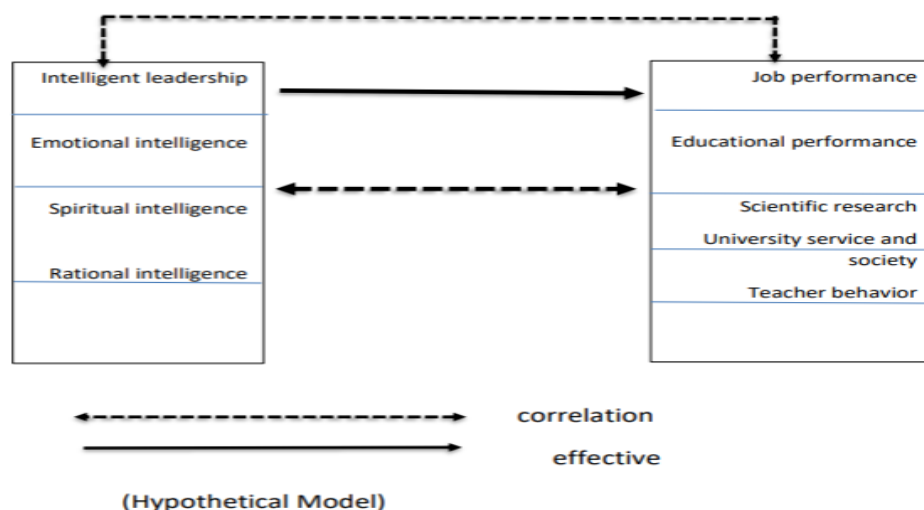 Intelligent leadership
Emotional intelligence
Spiritual intelligence
Rational intelligence
Job performance
Educational performance
Scientific research
University service and
society
Teacher behavior
correlation
effective
(Hypothetical Model)